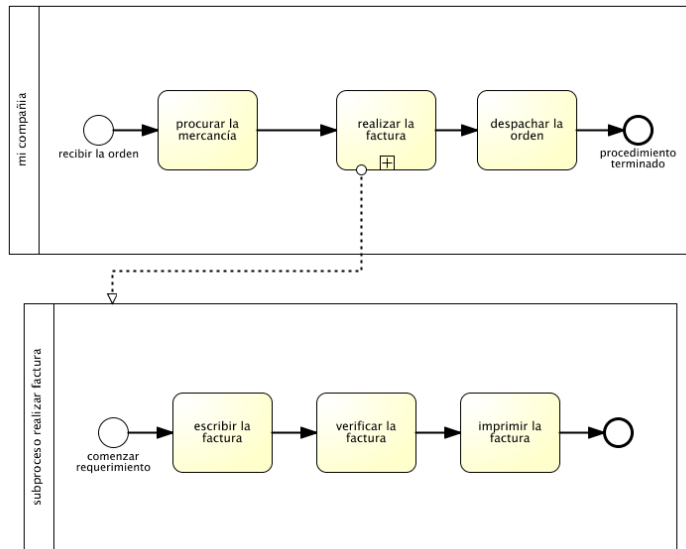 mi compañia
recibir la orden
procurar la
mercancía
realizar la
factura
despachar la
orden
procedimiento
terminado
subproceso realizar factura
comenzar
requerimiento
escribir la
factura
verificar la
factura
imprimir la
factura